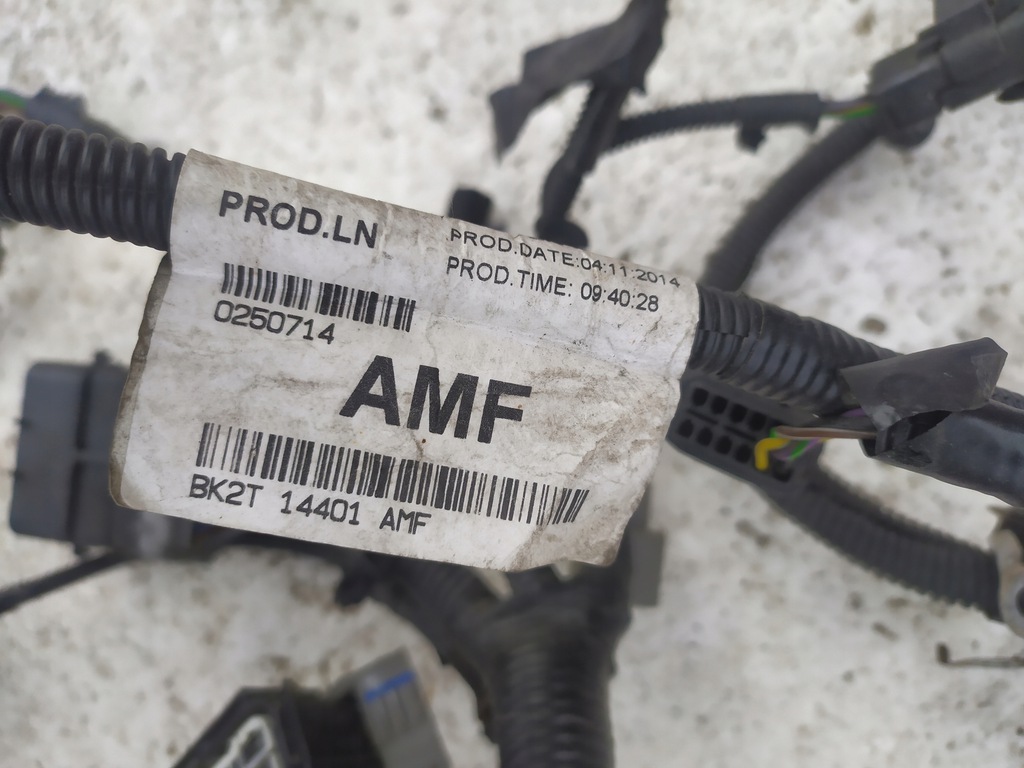 PROD.LN
PROD.DATE:04:11:2014
PROD.TIME: 09:40:28
0250714
AMF
BK2T 14401 AMF